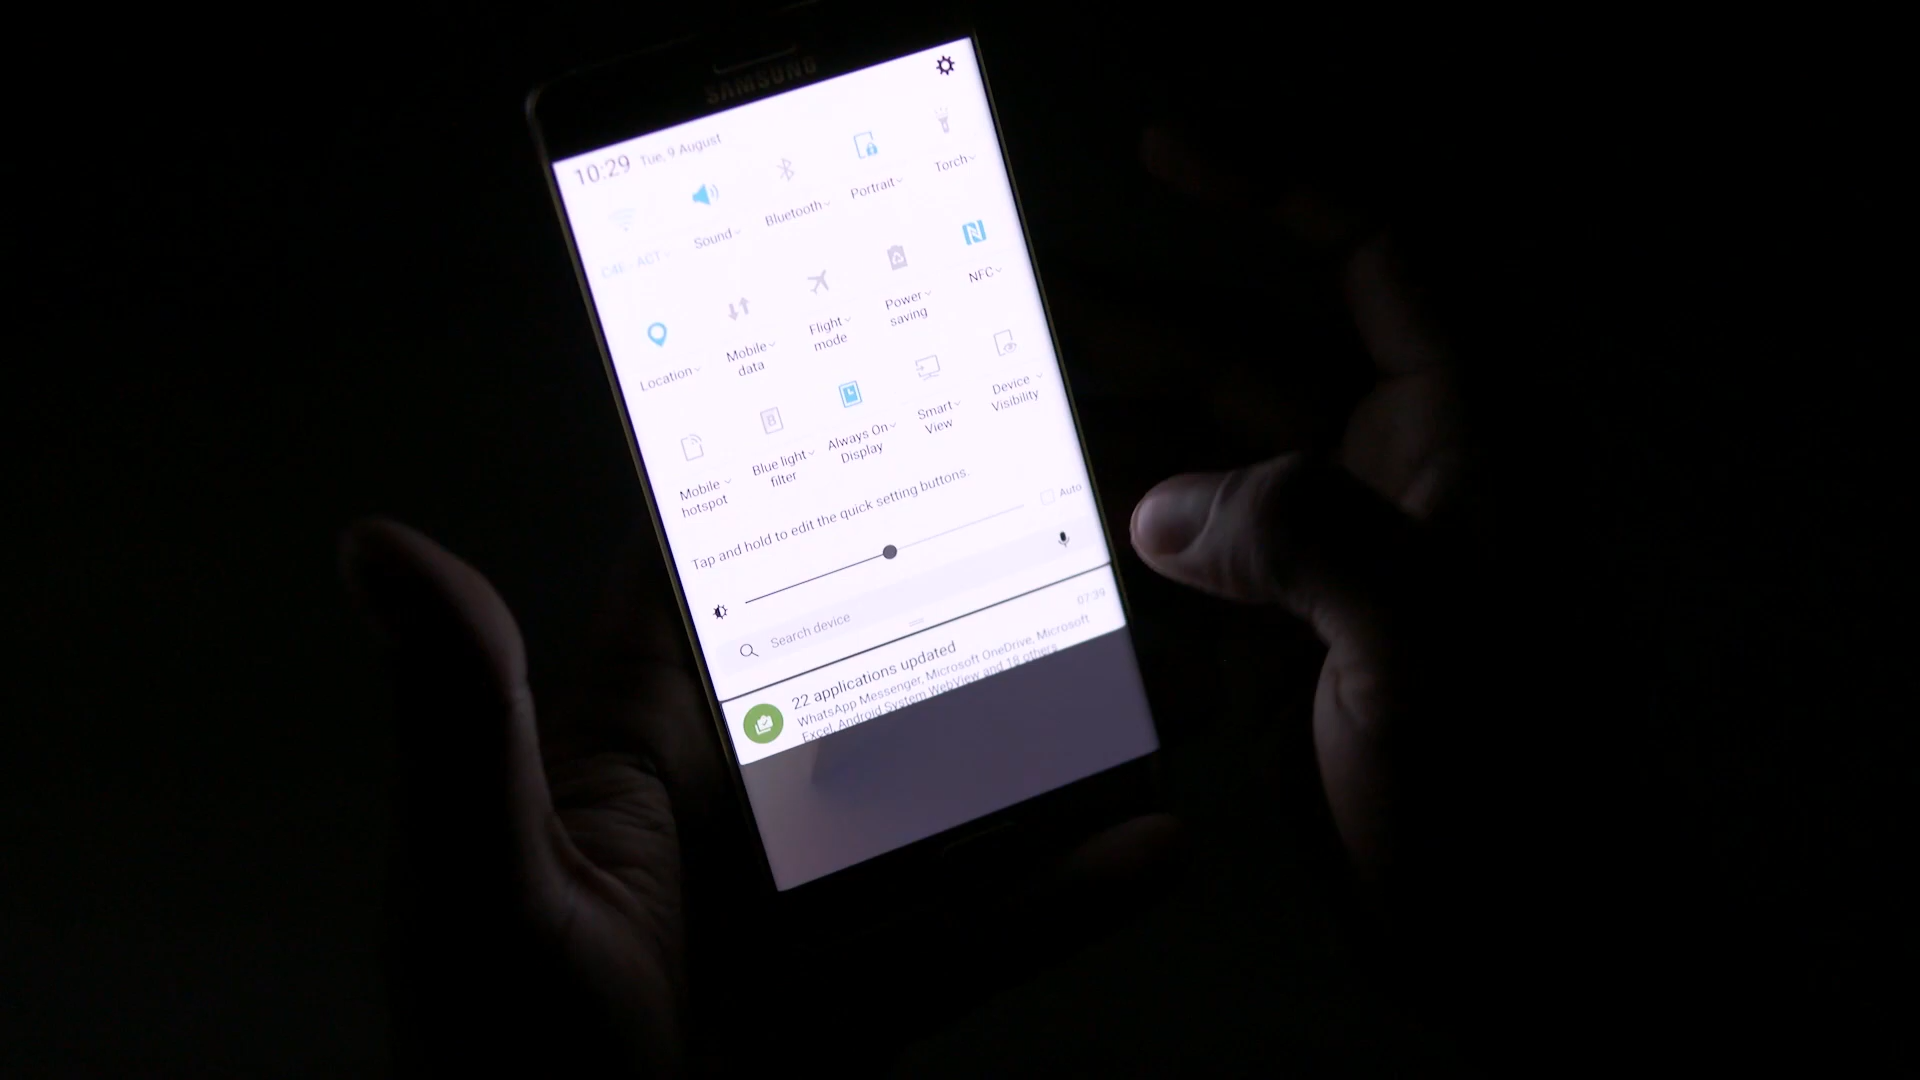 SAMSUNG
10:29 Tue, 9 August
Sound
Bluetooth
Portrait
Torch
Location
Mobile
data
Flight
mode
Power
saving
NFC
Mobile
hotspot
Blue light
filter
Always On
Display
Smart
View
Device
Visibility
Tap and hold to edit the quick setting buttons.
Auto
Search device
22 applications updated
07:39
WhatsApp Messenger, Microsoft OneDrive, Microsoft
Excel, Android System WebView and 18 others